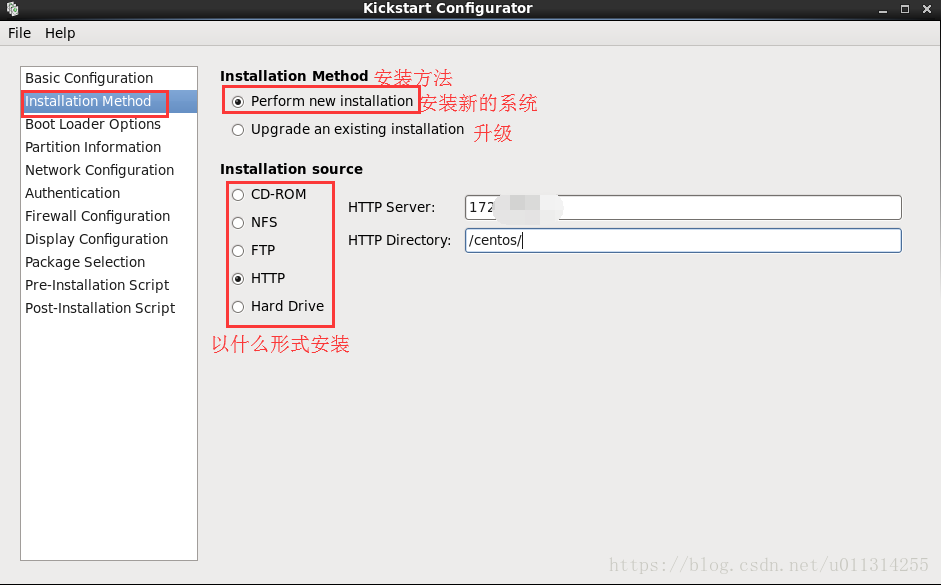 Kickstart Configurator
File Help
Basic Configuration
Installation Method
Boot Loader Options
Partition Information
Network Configuration
Authentication
Firewall Configuration
Display Configuration
Package Selection
Pre-Installation Script
Post-Installation Script
Installation Method 安装方法
Perform new installation 安装新的系统
Upgrade an existing installation 升级
Installation source
CD-ROM
NFS
FTP
HTTP
Hard Drive
以什么形式安装
HTTP Server: 172
HTTP Directory: /centos/
https://blog.csdn.net/u011314255